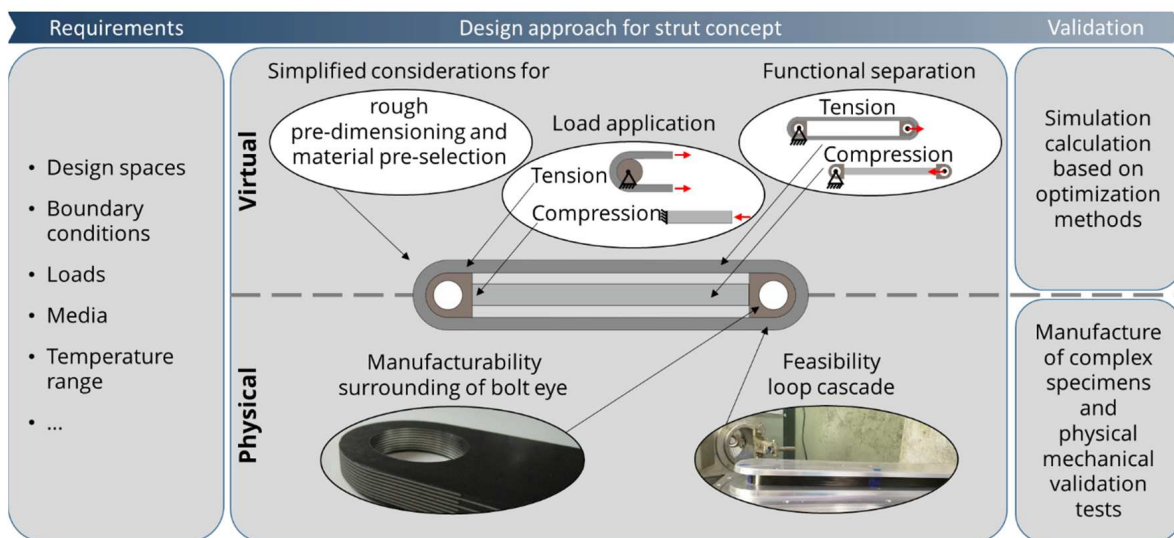 Requirements
Design approach for strut concept
Validation
• Design spaces
• Boundary
conditions
• Loads
• Media
• Temperature
range
• ...
Virtual
Simplified considerations for
rough
pre-dimensioning and
material pre-selection
Load application
Tension
Compression
Functional separation
Tension
Compression
Physical
Manufacturability
surrounding of bolt eye
Feasibility
loop cascade
Simulation
calculation
based on
optimization
methods
Manufacture
of complex
specimens
and
physical
mechanical
validation
tests